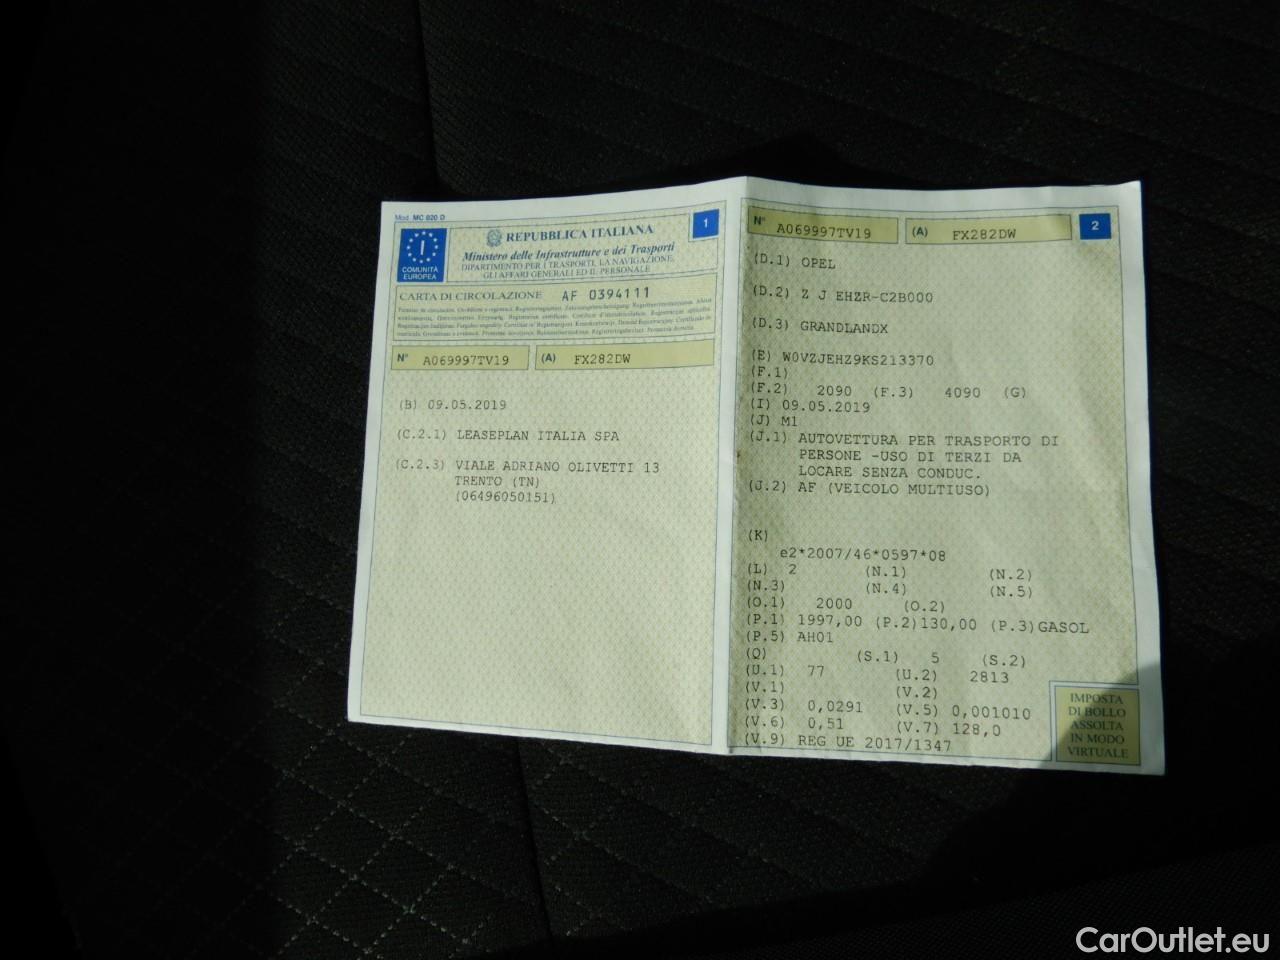 Mod. MC 820 D
1
COMUNITÀ
EUROPEA
REPUBBLICA ITALIANA
Ministero delle Infrastrutture e dei Trasporti
DIPARTIMENTO PER I TRASPORTI, LA NAVIGAZIONE,
GLI AFFARI GENERALI ED IL PERSONALE
CARTA DI CIRCOLAZIONE AF 0394111
N° A069997TV19 (A) FX282DW
(B) 09.05.2019
(C.2.1) LEASEPLAN ITALIA SPA
(C.2.3) VIALE ADRIANO OLIVETTI 13
TRENTO (TN)
(06496050151)
N° A069997TV19 (A) FX282DW 2
(D.1) OPEL
(D.2) Z J EHZR-C2B000
(D.3) GRANDLANDX
(E) W0VZJEHZ9KS213370
(F.1)
(F.2) 2090 (F.3) 4090 (G)
(I) 09.05.2019
(J) M1
(J.1) AUTOVETTURA PER TRASPORTO DI
PERSONE -USO DI TERZI DA
LOCARE SENZA CONDUC.
(J.2) AF (VEICOLO MULTIUSO)
(K)
e2*2007/46*0597*08
(L) 2 (N.1) (N.2)
(N.3) (N.4) (N.5)
(O.1) 2000 (O.2)
(P.1) 1997,00 (P.2)130,00 (P.3)GASOL
(P.5) AH01
(Q) (S.1) 5 (S.2)
(U.1) 77 (U.2) 2813
(V.1) (V.2)
(V.3) 0,0291 (V.5) 0,001010
(V.6) 0,51 (V.7) 128,0
(V.9) REG UE 2017/1347
IMPOSTA
DI BOLLO
ASSOLTA
IN MODO
VIRTUALE
CarOutlet.eu